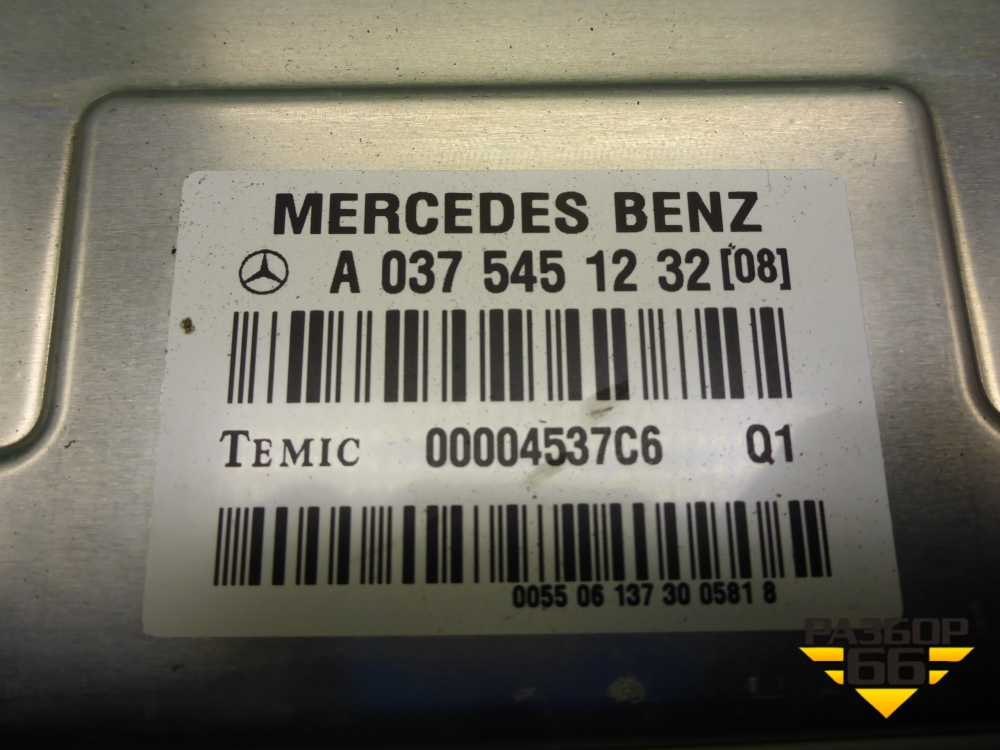 MERCEDES BENZ
A 037 545 12 32 [08]
TEMIC 00004537C6 Q1
0055 06 137 30 0581 8
РАЗБОР
66